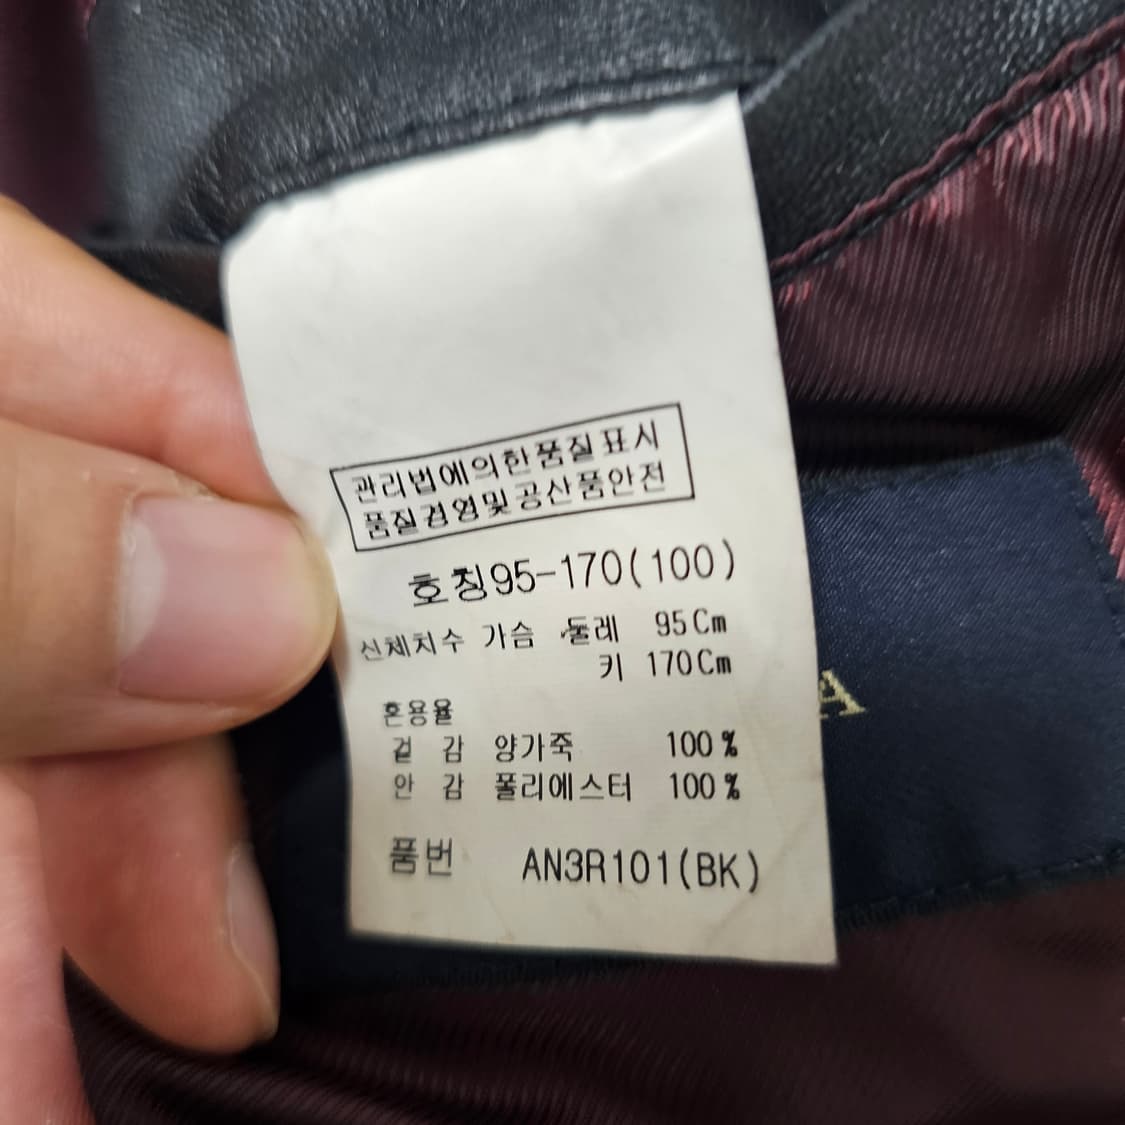 관리법에의한품질표시
품질경영및공산품안전
호칭95-170(100)
신체치수 가슴 둘레 95Cm
키 170Cm
혼용율
겉 감 양가죽 100%
안 감 폴리에스터 100%
품번 AN3R101(BK)
A